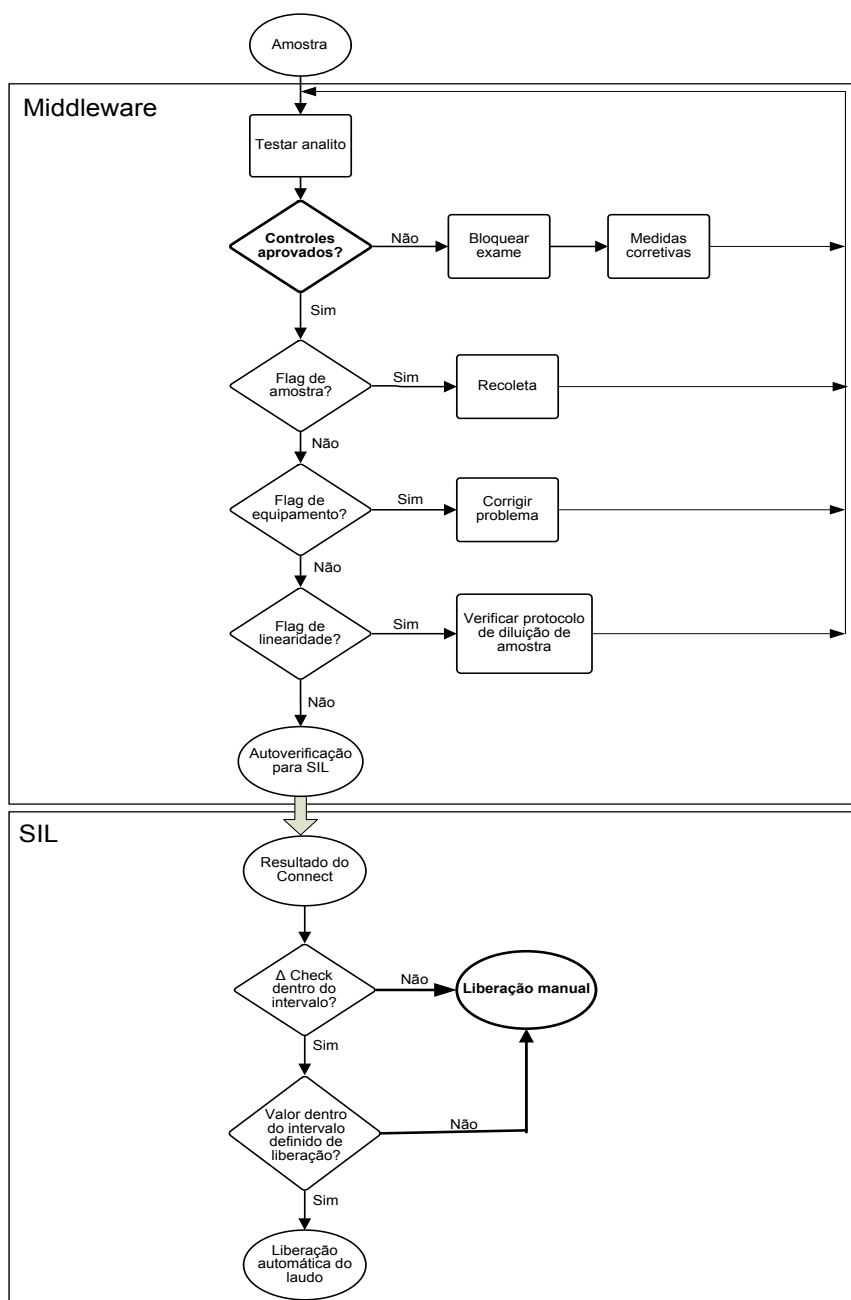 Amostra
Middleware
Testar analito
Controles
aprovados?
Não
Bloquear
exame
Medidas
corretivas
Sim
Flag de
amostra?
Sim
Recoleta
Não
Flag de
equipamento?
Sim
Corrigir
problema
Não
Flag de
linearidade?
Sim
Verificar protocolo
de diluição de
amostra
Não
Autoverificação
para SIL
SIL
Resultado do
Connect
Δ Check
dentro do
intervalo?
Não
Liberação manual
Sim
Valor dentro
do intervalo
definido de
liberação?
Não
Sim
Liberação
automática do
laudo